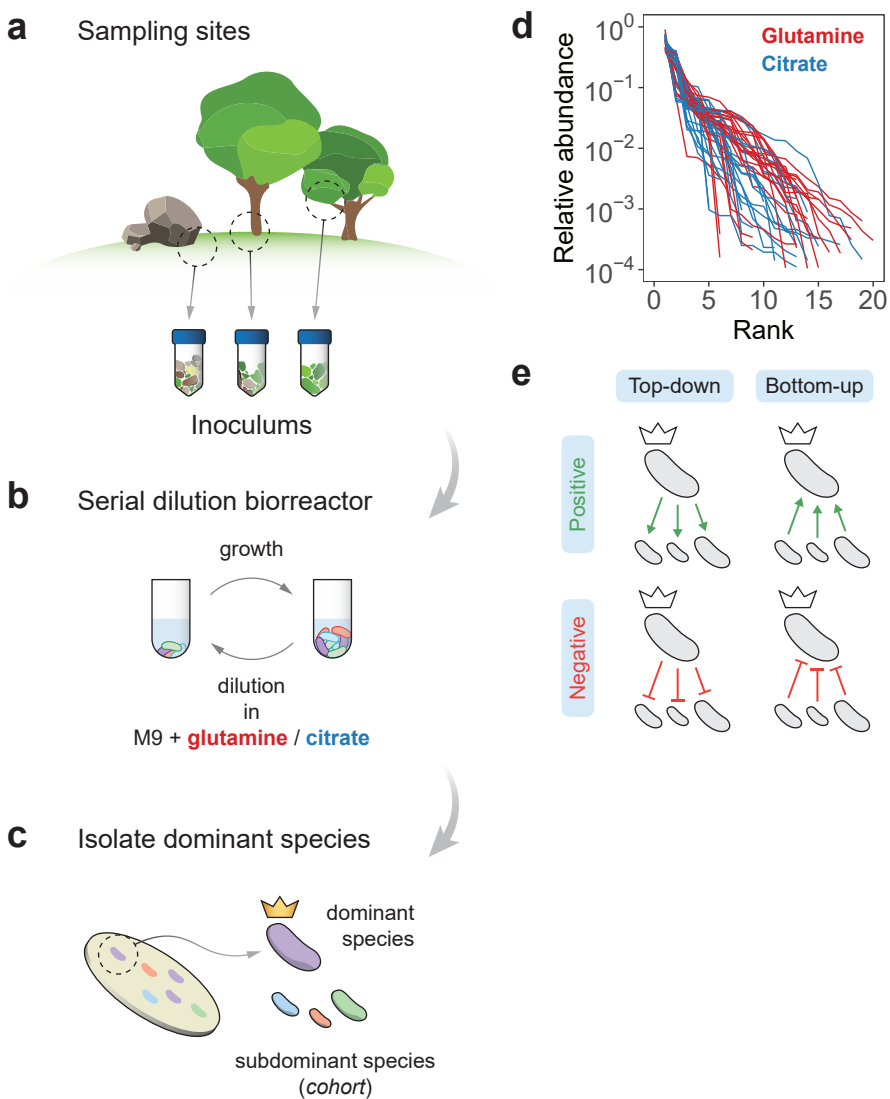 a Sampling sites
Inoculums
b Serial dilution biorreactor
growth
dilution
in
M9 + glutamine / citrate
c Isolate dominant species
dominant
species
subdominant species
(cohort)
d
Glutamine
Citrate
Relative abundance
10^0
10^-1
10^-2
10^-3
10^-4
0 5 10 15 20
Rank
e
Top-down Bottom-up
Positive
Negative